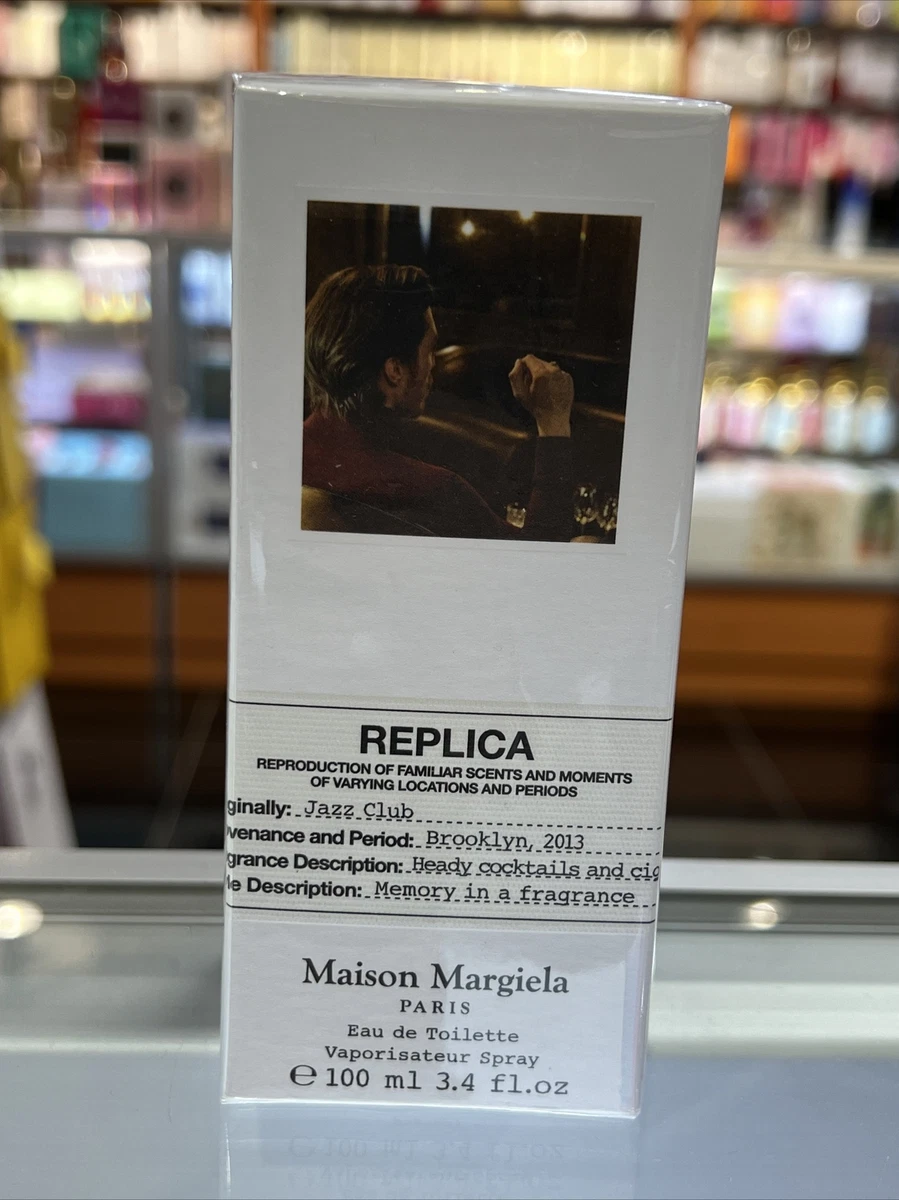 REPLICA
REPRODUCTION OF FAMILIAR SCENTS AND MOMENTS
OF VARYING LOCATIONS AND PERIODS
ginally: Jazz Club
venance and Period: Brooklyn, 2013
grance Description: Heady cocktails and cig
le Description: Memory in a fragrance
Maison Margiela
PARIS
Eau de Toilette
Vaporisateur Spray
℮ 100 ml 3.4 fl.oz